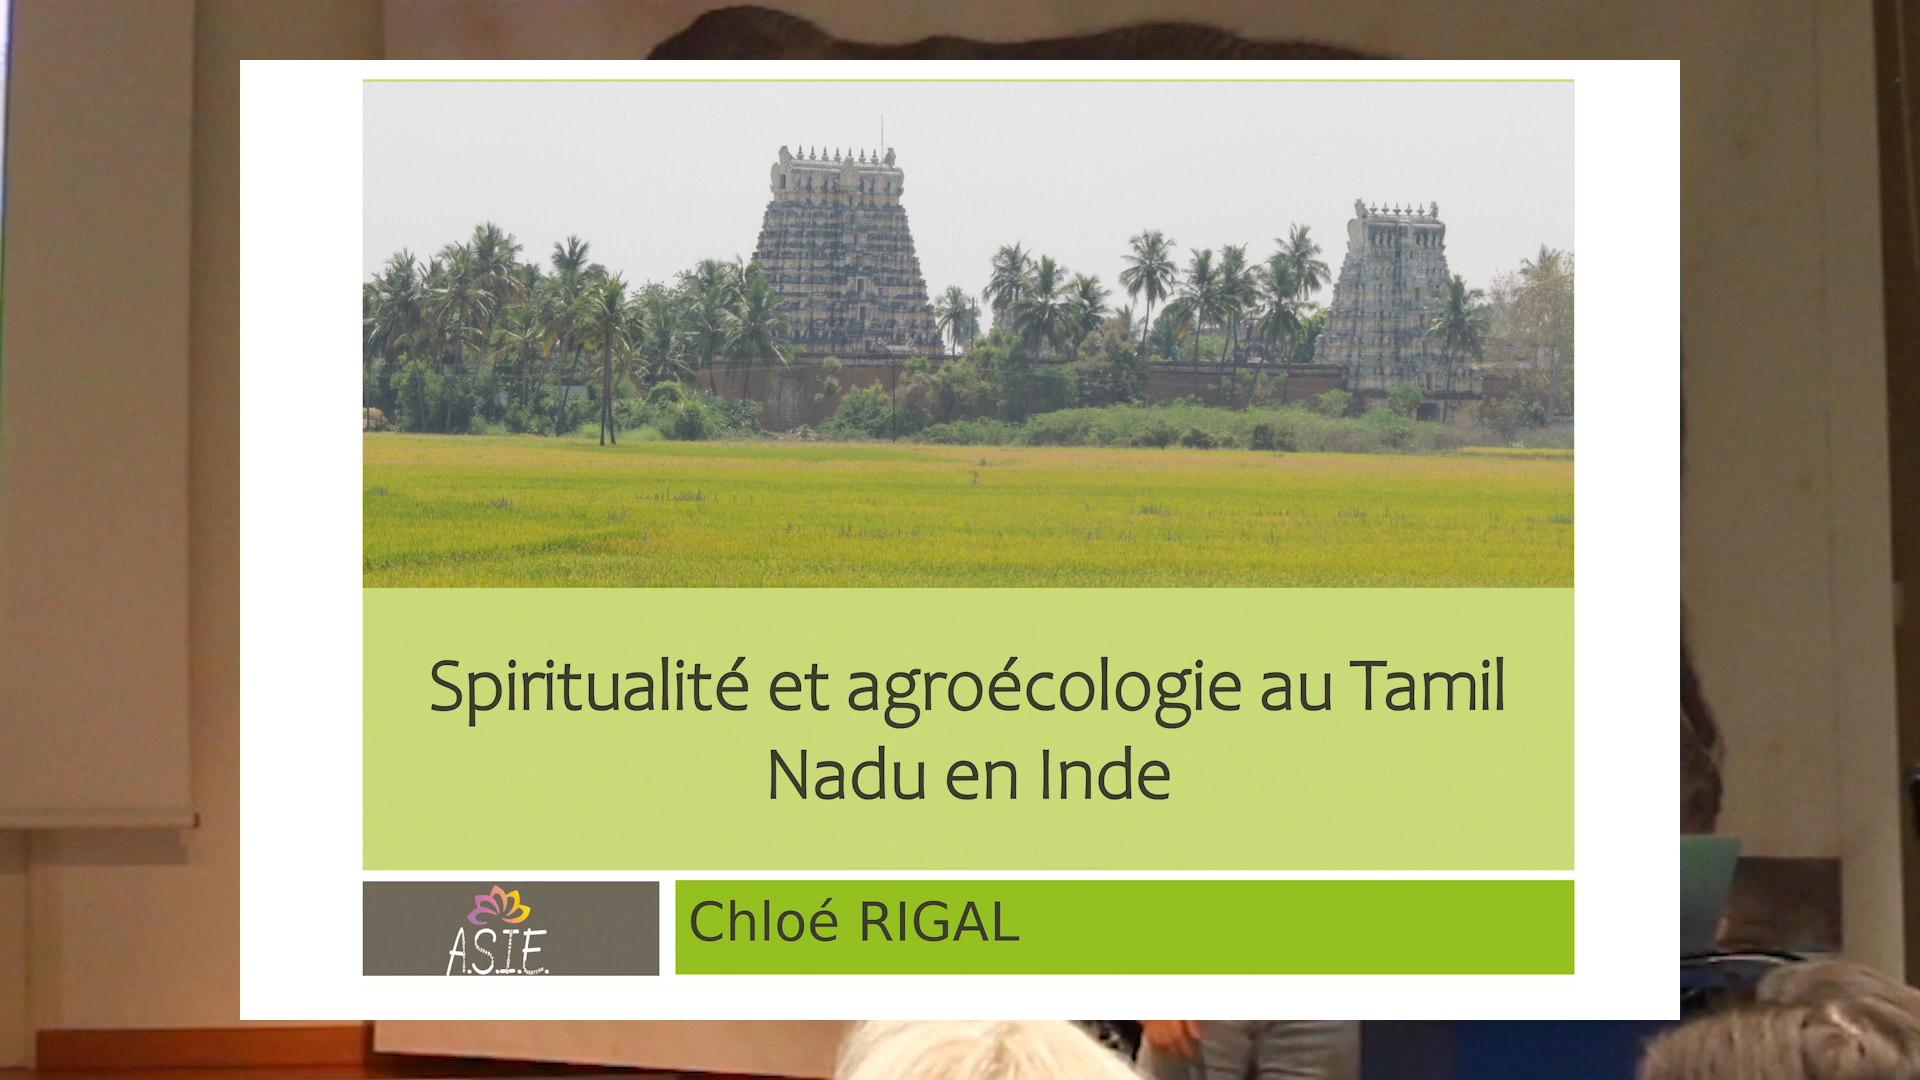 Spiritualité et agroécologie au Tamil
Nadu en Inde
A.S.I.E.
Chloé RIGAL